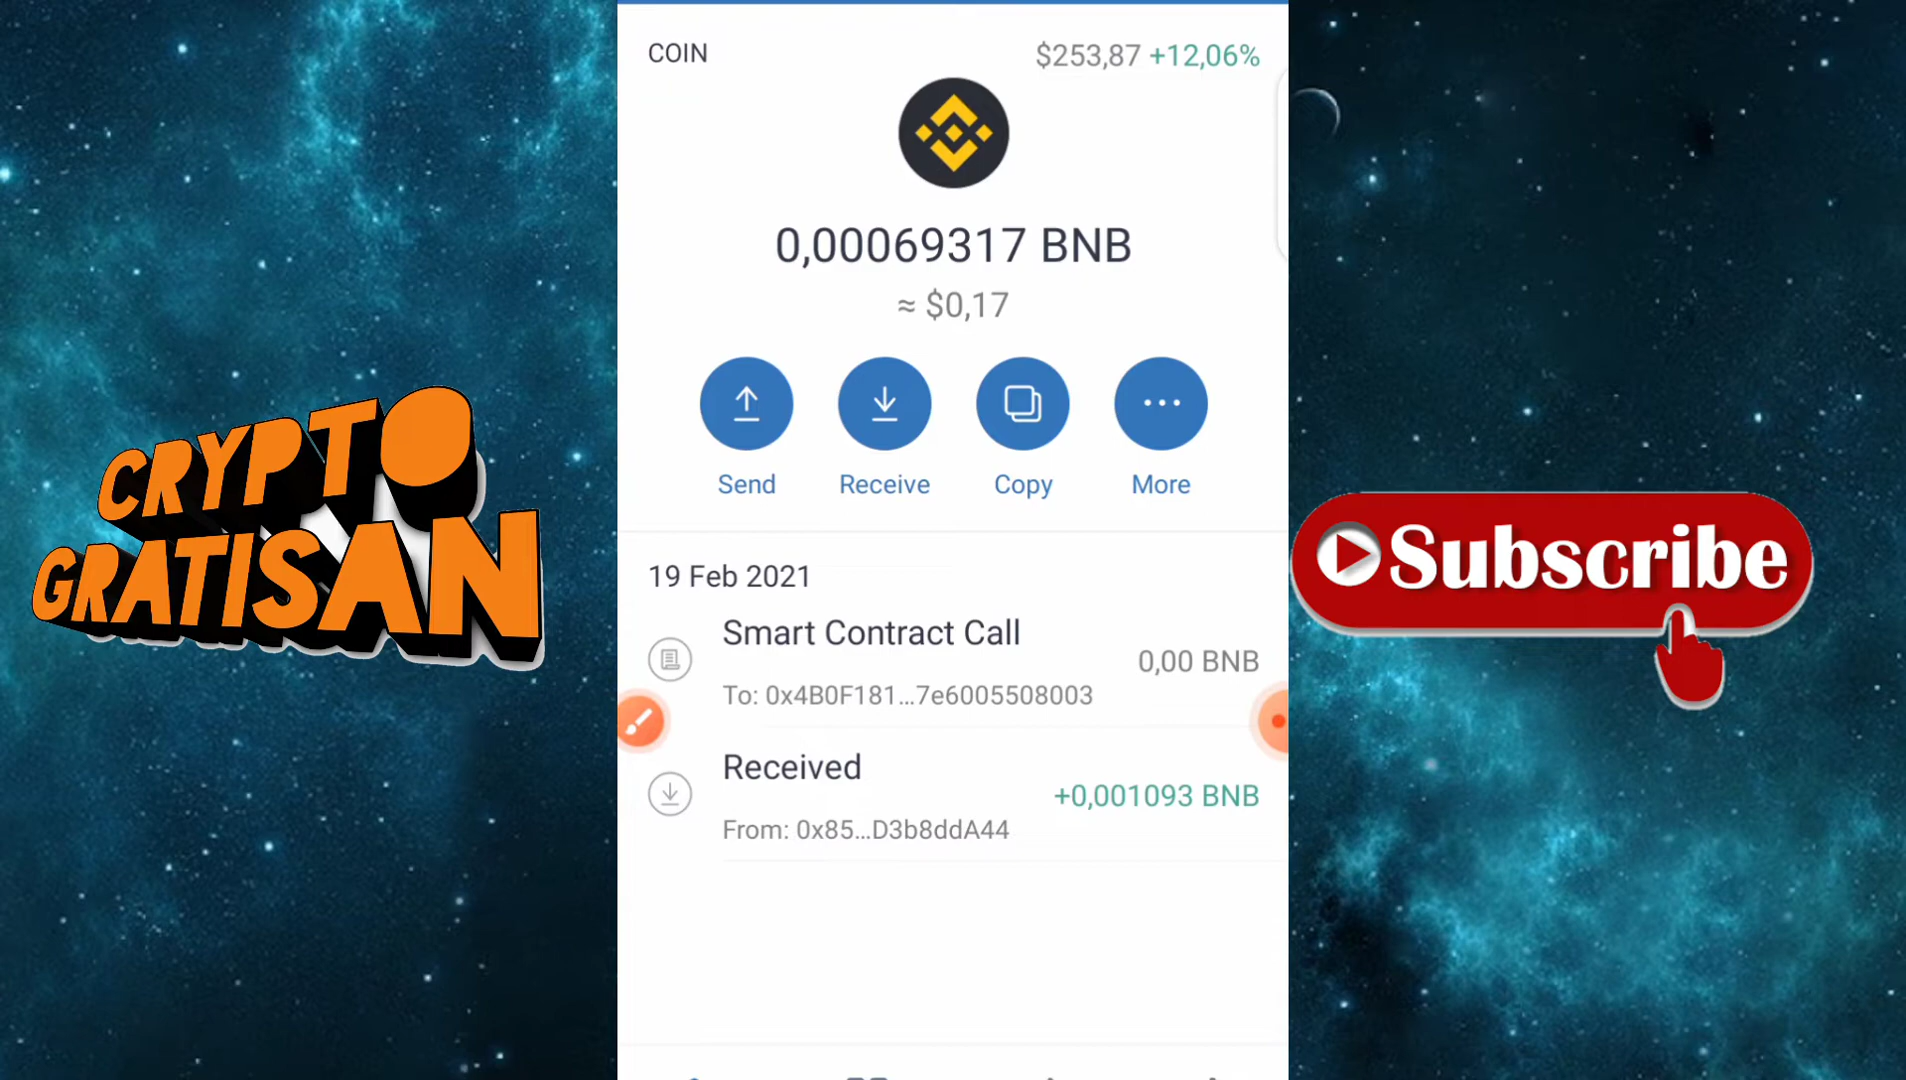 COIN
$253,87 +12,06%
0,00069317 BNB
≈ $0,17
Send
Receive
Copy
More
19 Feb 2021
Smart Contract Call
0,00 BNB
To: 0x4B0F181...7e6005508003
Received
+0,001093 BNB
From: 0x85...D3b8ddA44
CRYPTO
GRATISAN
Subscribe